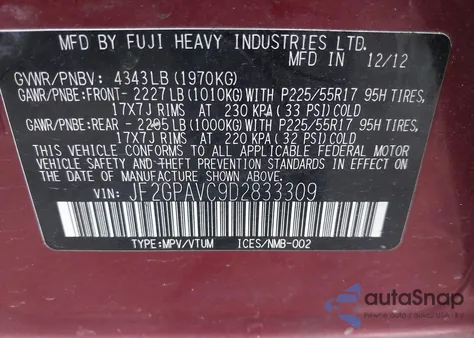 MFD BY FUJI HEAVY INDUSTRIES LTD.
MFD IN 12/12
GVWR/PNBV: 4343LB (1970KG)
GAWR/PNBE:FRONT- 2227LB (1010KG) WITH P225/55R17 95H TIRES,
17X7J RIMS AT 230 KPA (33 PSI) COLD
GAWR/PNBE:REAR - 2205LB (1000KG) WITH P225/55R17 95H TIRES,
17X7J RIMS AT 220 KPA (32 PSI) COLD
THIS VEHICLE CONFORMS TO ALL APPLICABLE FEDERAL MOTOR
VEHICLE SAFETY AND THEFT PREVENTION STANDARDS IN EFFECT
ON THE DATE OF MANUFACTURE SHOWN ABOVE.
VIN: JF2GPAVC9D2833309
TYPE:MPV/VTUM ICES/NMB-002
autoSnap